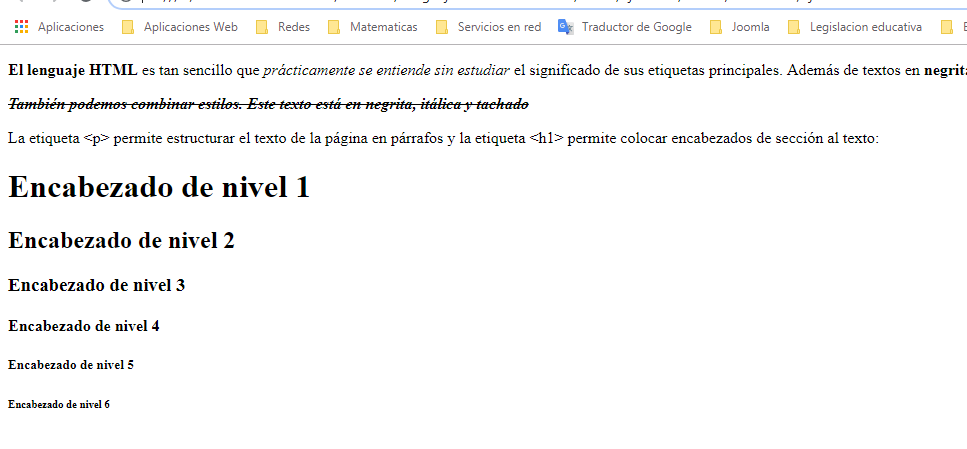 Aplicaciones Aplicaciones Web Redes Matematicas Servicios en red Traductor de Google Joomla Legislacion educativa
El lenguaje HTML es tan sencillo que prácticamente se entiende sin estudiar el significado de sus etiquetas principales. Además de textos en
También podemos combinar estilos. Este texto está en negrita, itálica y tachado
La etiqueta <p> permite estructurar el texto de la página en párrafos y la etiqueta <h1> permite colocar encabezados de sección al texto:
Encabezado de nivel 1
Encabezado de nivel 2
Encabezado de nivel 3
Encabezado de nivel 4
Encabezado de nivel 5
Encabezado de nivel 6